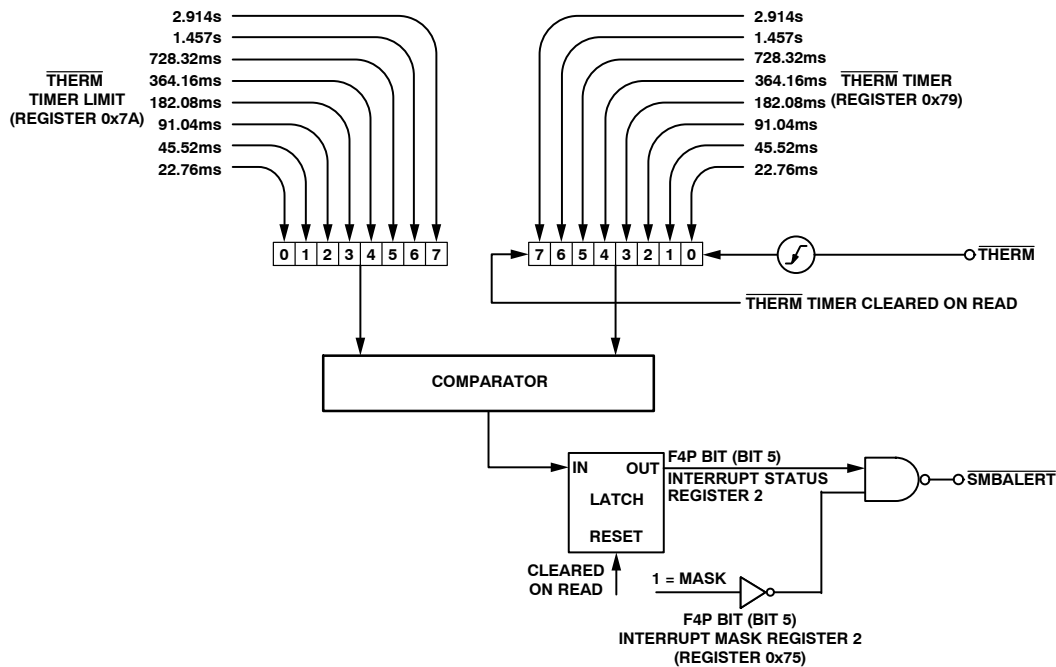 2.914s
1.457s
728.32ms
364.16ms
182.08ms
91.04ms
45.52ms
22.76ms
THERM
TIMER LIMIT
(REGISTER 0x7A)
2.914s
1.457s
728.32ms
364.16ms
182.08ms
91.04ms
45.52ms
22.76ms
THERM TIMER
(REGISTER 0x79)
0 1 2 3 4 5 6 7
7 6 5 4 3 2 1 0
THERM
THERM TIMER CLEARED ON READ
COMPARATOR
IN OUT
LATCH
RESET
F4P BIT (BIT 5)
INTERRUPT STATUS
REGISTER 2
SMBALERT
CLEARED
ON READ
1 = MASK
F4P BIT (BIT 5)
INTERRUPT MASK REGISTER 2
(REGISTER 0x75)